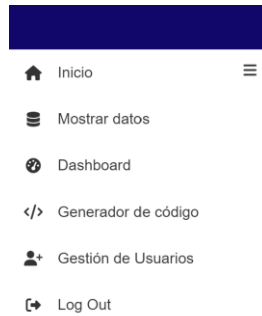 Inicio
Mostrar datos
Dashboard
Generador de código
Gestión de Usuarios
Log Out